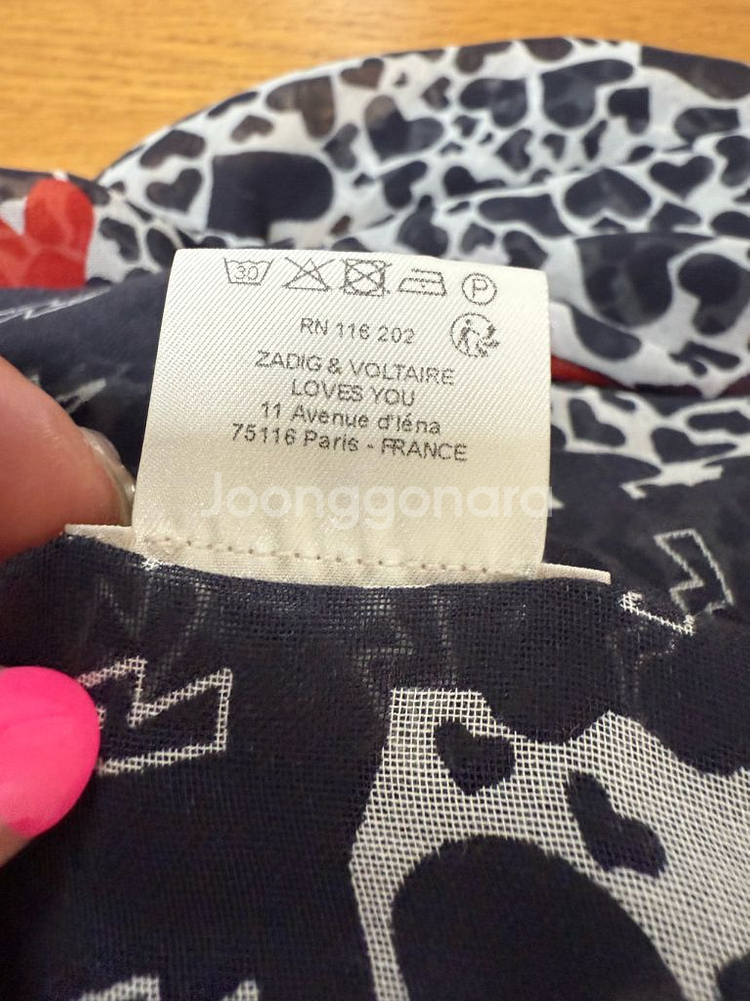 30
P
RN 116 202
ZADIG & VOLTAIRE
LOVES YOU
11 Avenue d'Iéna
75116 Paris - FRANCE
Joonggonara